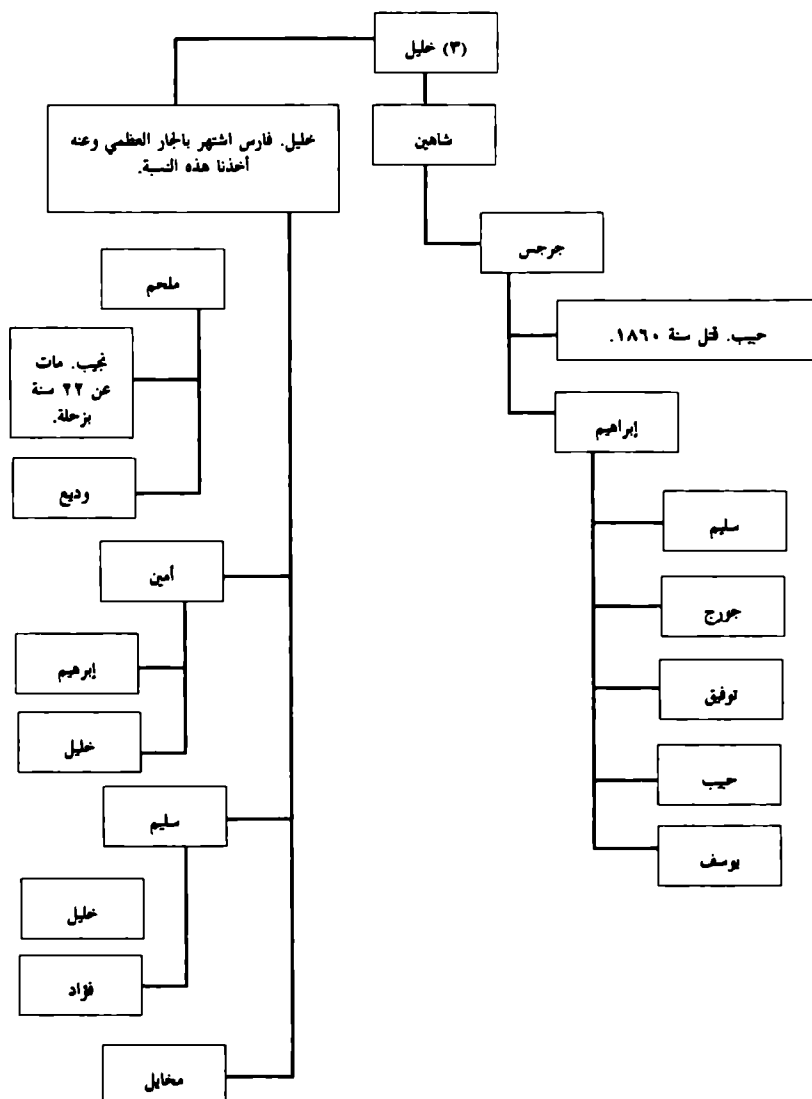 (٣) خليل
شاهين
جرجس
حبيب. قتل سنة ١٨٦٠.
إبراهيم
سليم
جورج
توفيق
حبيب
يوسف
خليل. فارس اشتهر بالجار العظمي وعنه
أخذنا هذه النسبة.
ملحم
نجيب. مات
عن ٢٢ سنة
بزحلة.
وديع
أمين
إبرهيم
خليل
سليم
خليل
فؤاد
مخايل